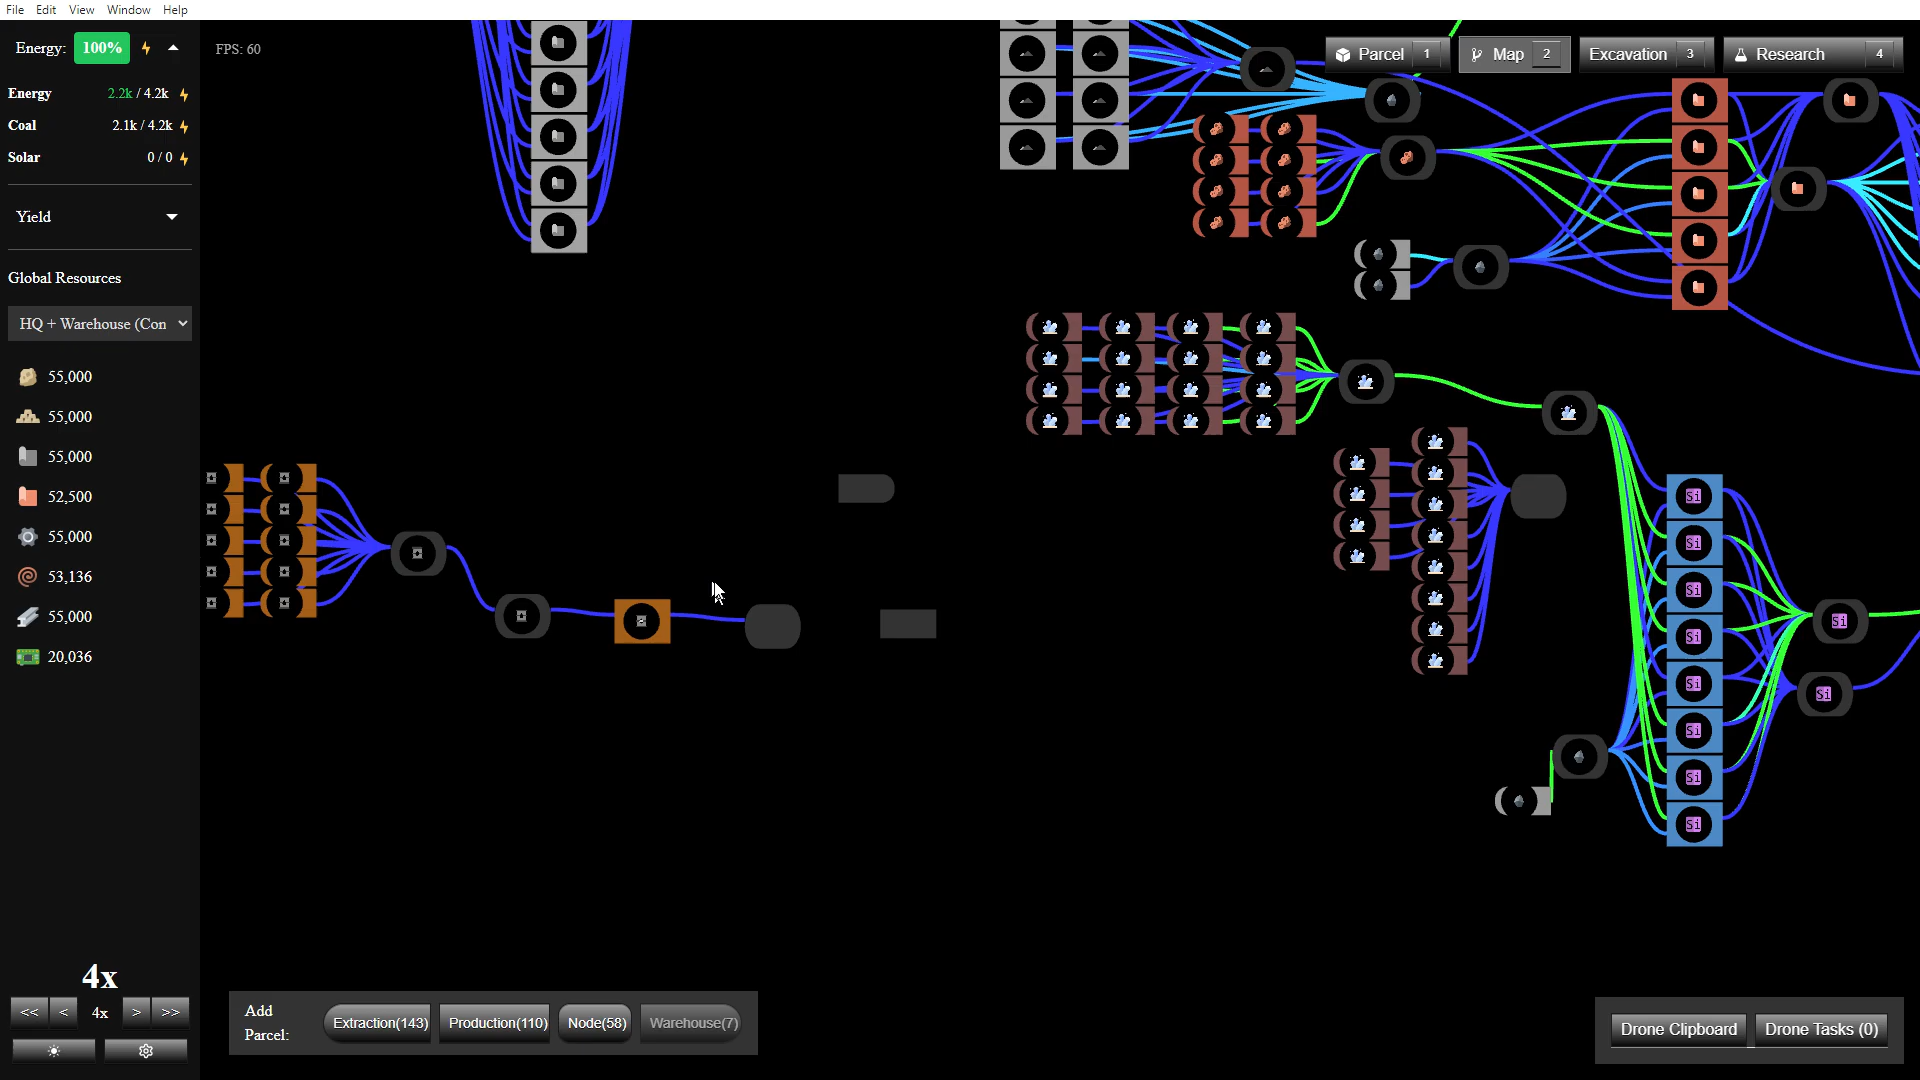 File Edit View Window Help
Energy: 100%
FPS: 60
Parcel 1
Map 2
Excavation 3
Research 4
Energy 2.2k / 4.2k
Coal 2.1k / 4.2k
Solar 0 / 0
Yield
Global Resources
HQ + Warehouse (Con
55,000
55,000
55,000
52,500
55,000
53,136
55,000
20,036
Si
Si
Si
Si
Si
Si
Si
Si
Si
Si
4x
<< < 4x > >>
Add
Parcel:
Extraction(143)
Production(110)
Node(58)
Warehouse(7)
Drone Clipboard
Drone Tasks (0)